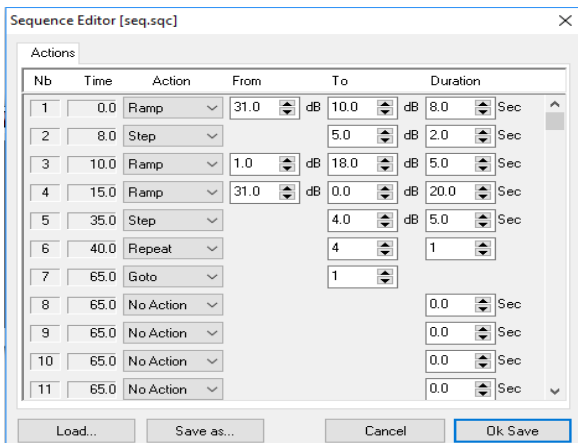 Sequence Editor [seq.sqc]
Actions
Nb Time Action From To Duration
1 0.0 Ramp 31.0 dB 10.0 dB 8.0 Sec
2 8.0 Step 5.0 dB 2.0 Sec
3 10.0 Ramp 1.0 dB 18.0 dB 5.0 Sec
4 15.0 Ramp 31.0 dB 0.0 dB 20.0 Sec
5 35.0 Step 4.0 dB 5.0 Sec
6 40.0 Repeat 4 1
7 65.0 Goto 1
8 65.0 No Action 0.0 Sec
9 65.0 No Action 0.0 Sec
10 65.0 No Action 0.0 Sec
11 65.0 No Action 0.0 Sec
Load... Save as... Cancel Ok Save